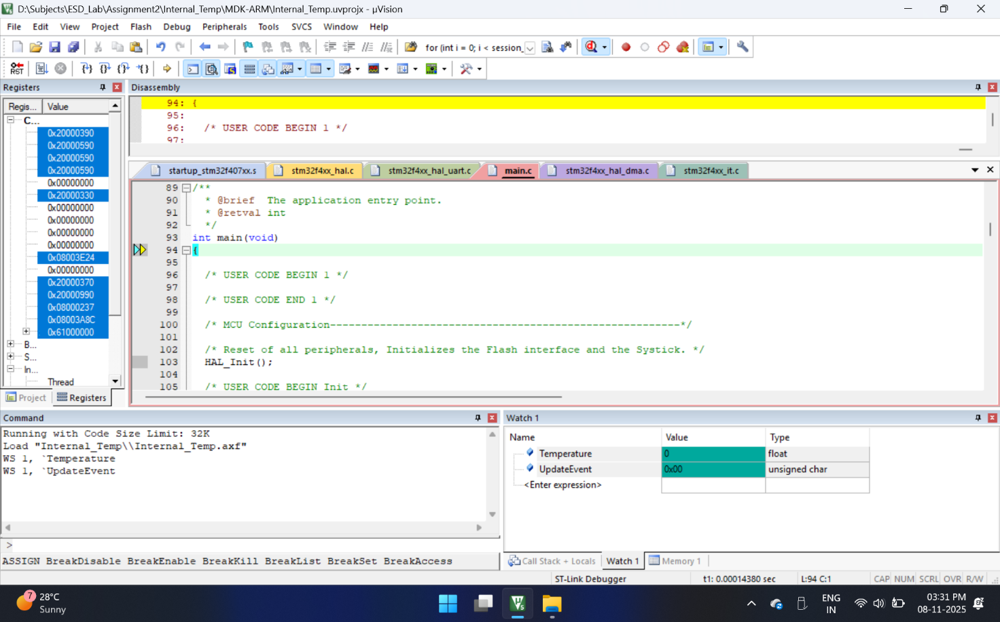 D:\Subjects\ESD_Lab\Assignment2\Internal_Temp\MDK-ARM\Internal_Temp.uvprojx - µVision
File Edit View Project Flash Debug Peripherals Tools SVCS Window Help
for (int i = 0; i < session_
RST
Registers
Regis... Value
C...
0x20000390
0x20000590
0x20000590
0x20000590
0x00000000
0x20000330
0x00000000
0x00000000
0x00000000
0x00000000
0x08003E24
0x00000000
0x20000370
0x20000990
0x08000237
0x08003A8C
0x61000000
B...
S...
In...
Thread
Project Registers
Disassembly
94: {
95:
96: /* USER CODE BEGIN 1 */
97:
startup_stm32f407xx.s stm32f4xx_hal.c stm32f4xx_hal_uart.c main.c stm32f4xx_hal_dma.c stm32f4xx_it.c
89 /**
90 * @brief The application entry point.
91 * @retval int
92 */
93 int main(void)
94 {
95
96 /* USER CODE BEGIN 1 */
97
98 /* USER CODE END 1 */
99
100 /* MCU Configuration--------------------------------------------------------*/
101
102 /* Reset of all peripherals, Initializes the Flash interface and the Systick. */
103 HAL_Init();
104
105 /* USER CODE BEGIN Init */
Command
Running with Code Size Limit: 32K
Load "Internal_Temp\\Internal_Temp.axf"
WS 1, `Temperature
WS 1, `UpdateEvent
>
ASSIGN BreakDisable BreakEnable BreakKill BreakList BreakSet BreakAccess
Watch 1
Name Value Type
Temperature 0 float
UpdateEvent 0x00 unsigned char
<Enter expression>
Call Stack + Locals Watch 1 Memory 1
ST-Link Debugger t1: 0.00014380 sec L:94 C:1 CAP NUM SCRL OVR R/W
7
28°C
Sunny
ENG
IN
03:31 PM
08-11-2025